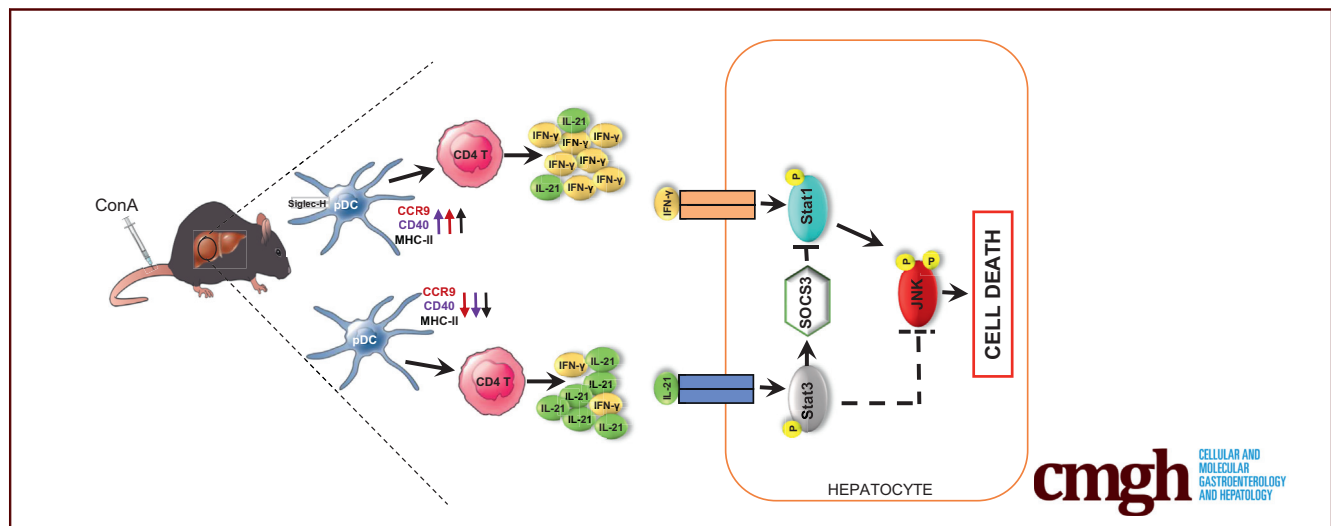 ConA
Siglec-H
pDC
CCR9
CD40
MHC-II
CD4 T
IL-21
IFN-γ
IFN-γ
IFN-γ
IFN-γ
IFN-γ
IFN-γ
IL-21
IFN-γ
IFN-γ
CCR9
CD40
MHC-II
pDC
CD4 T
IFN-γ
IL-21
IL-21
IL-21
IL-21
IFN-γ
IL-21
IL-21
IFN-γ
P
Stat1
SOCS3
P
P
JNK
CELL DEATH
IL-21
Stat3
P
HEPATOCYTE
cmgh
CELLULAR AND
MOLECULAR
GASTROENTEROLOGY
AND HEPATOLOGY